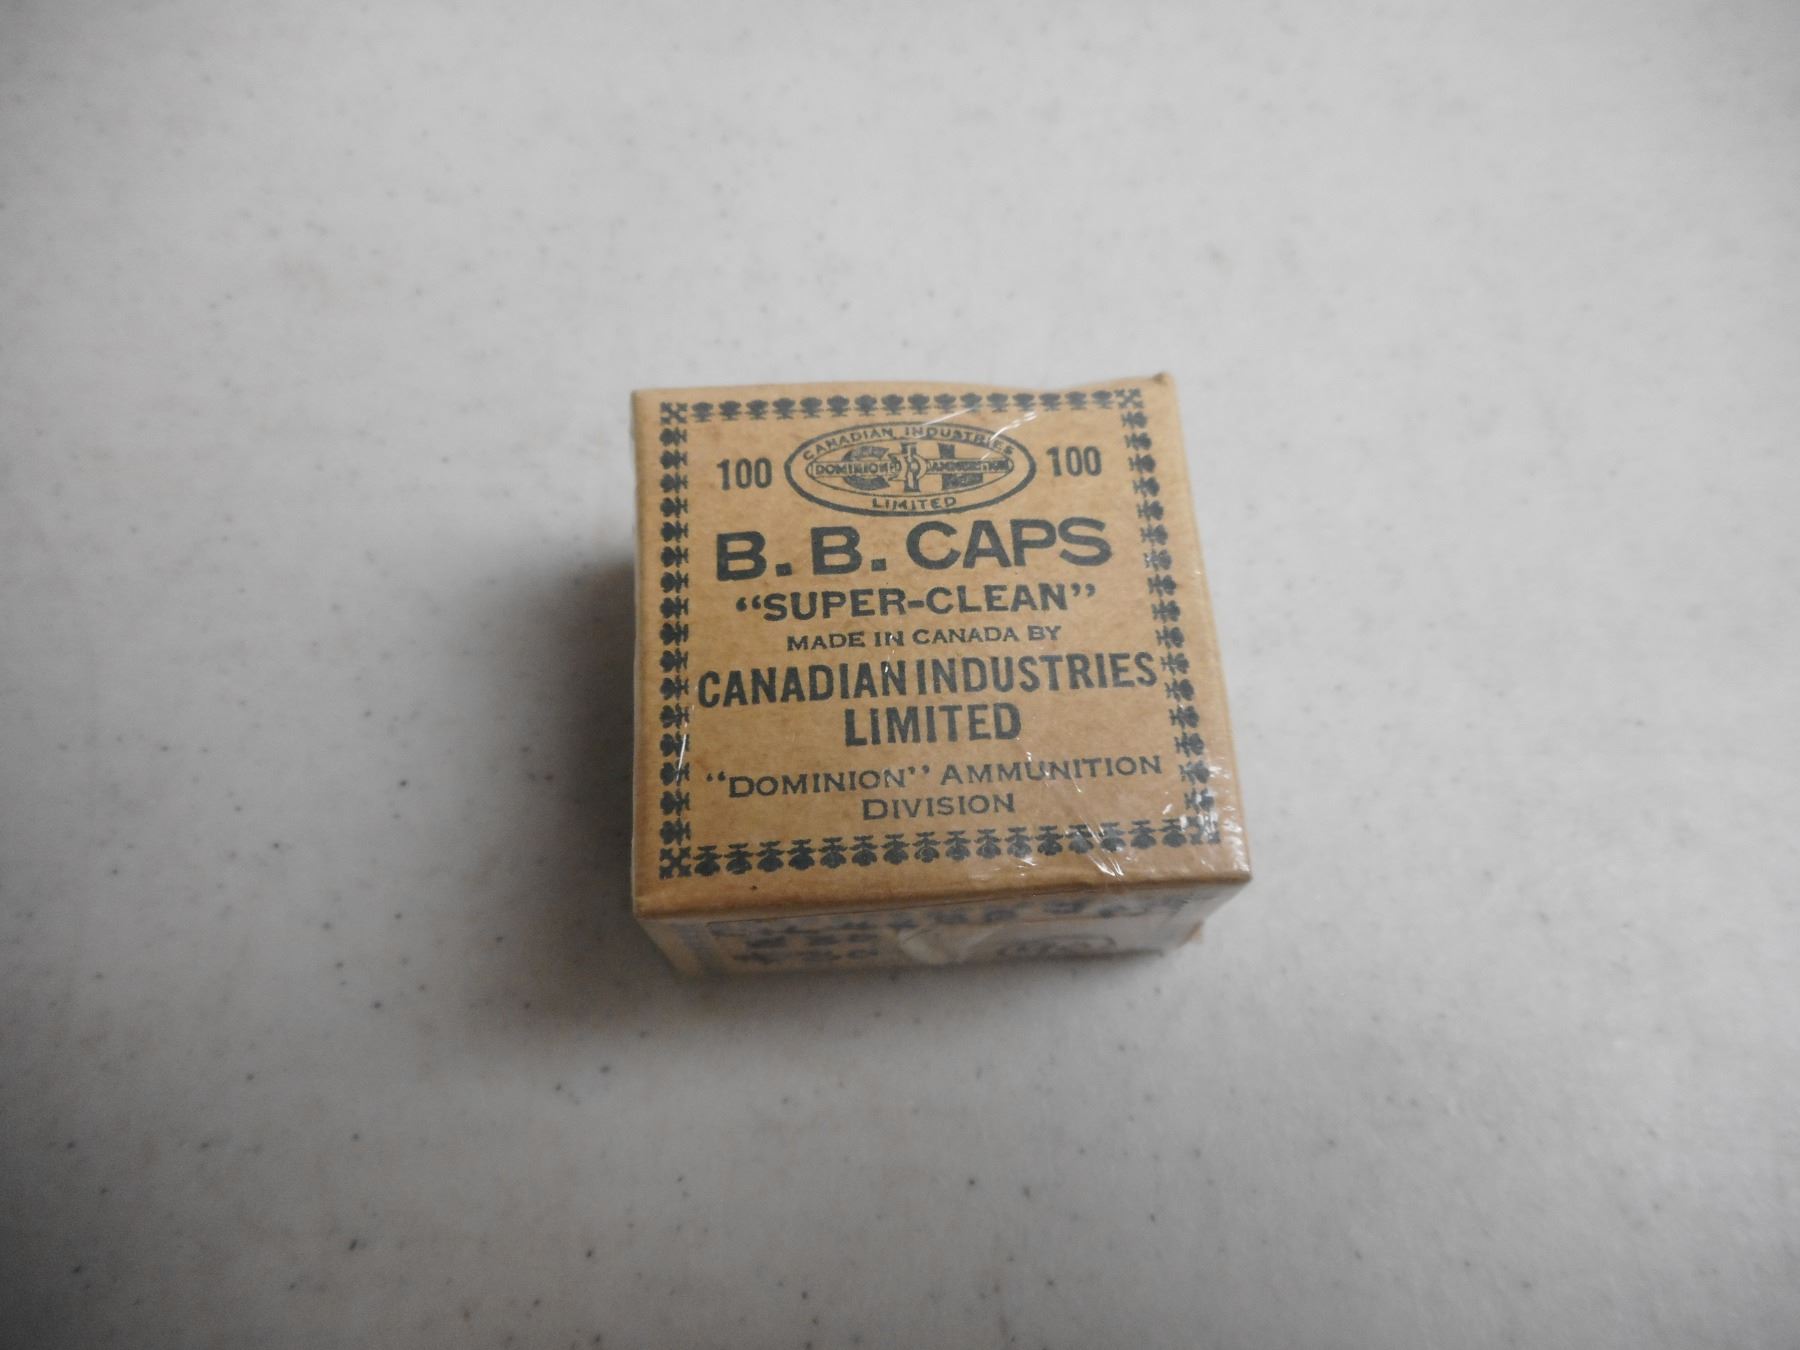 100 100
CANADIAN INDUSTRIES
DOMINION AMMUNITION
LIMITED
B.B. CAPS
"SUPER-CLEAN"
MADE IN CANADA BY
CANADIAN INDUSTRIES
LIMITED
"DOMINION" AMMUNITION
DIVISION